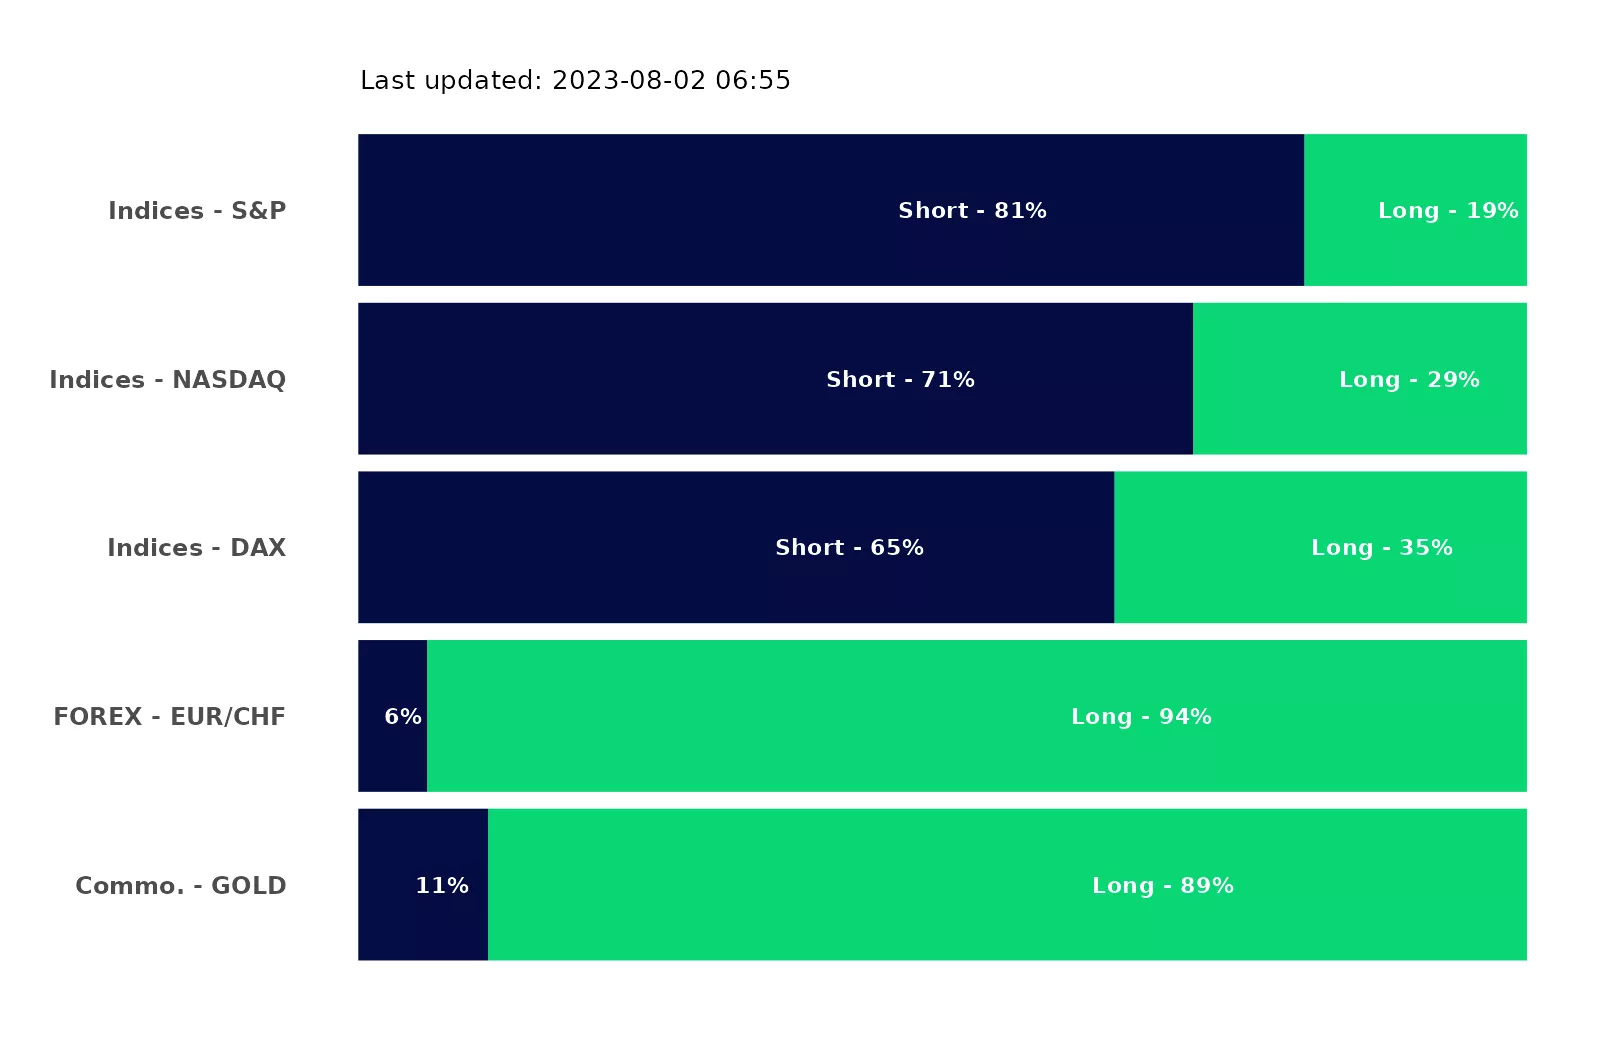 Last updated: 2023-08-02 06:55
Indices - S&P Short - 81% Long - 19%
Indices - NASDAQ Short - 71% Long - 29%
Indices - DAX Short - 65% Long - 35%
FOREX - EUR/CHF 6% Long - 94%
Commo. - GOLD 11% Long - 89%